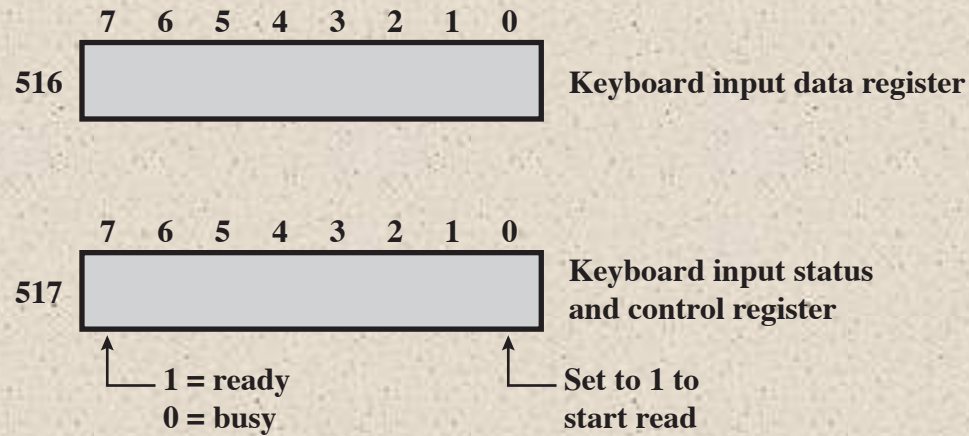 7 6 5 4 3 2 1 0
516 Keyboard input data register
7 6 5 4 3 2 1 0
517 Keyboard input status
and control register
1 = ready
0 = busy
Set to 1 to
start read